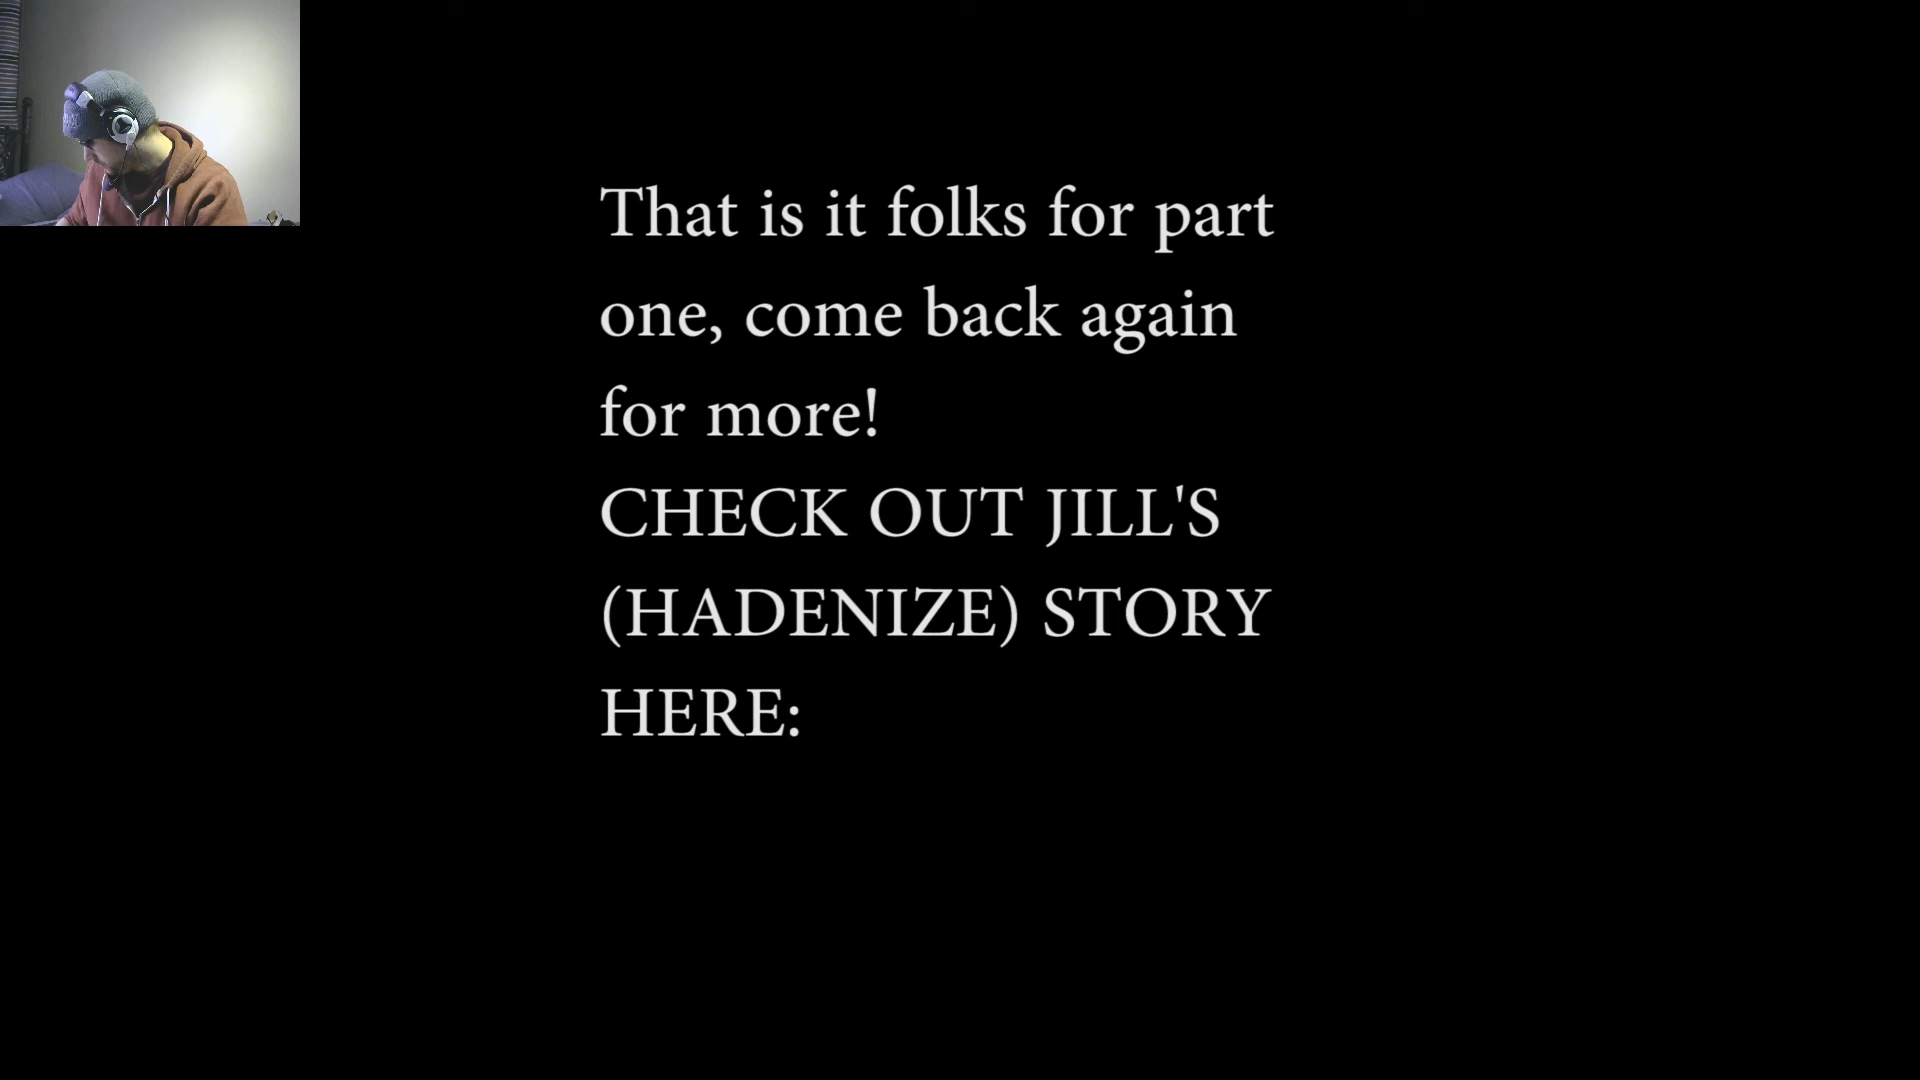 That is it folks for part
one, come back again
for more!
CHECK OUT JILL'S
(HADENIZE) STORY
HERE: